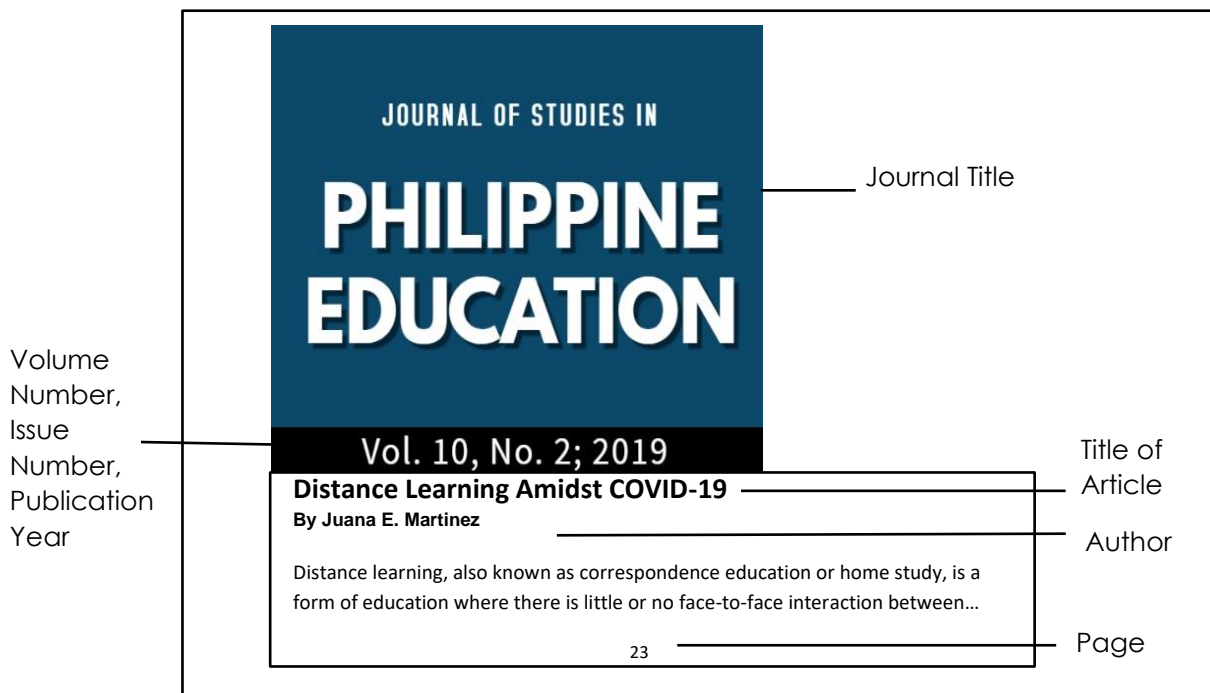 JOURNAL OF STUDIES IN
PHILIPPINE
EDUCATION
Journal Title
Volume
Number,
Issue
Number,
Publication
Year
Vol. 10, No. 2; 2019
Distance Learning Amidst COVID-19
Title of
Article
By Juana E. Martinez
Author
Distance learning, also known as correspondence education or home study, is a
form of education where there is little or no face-to-face interaction between...
23
Page